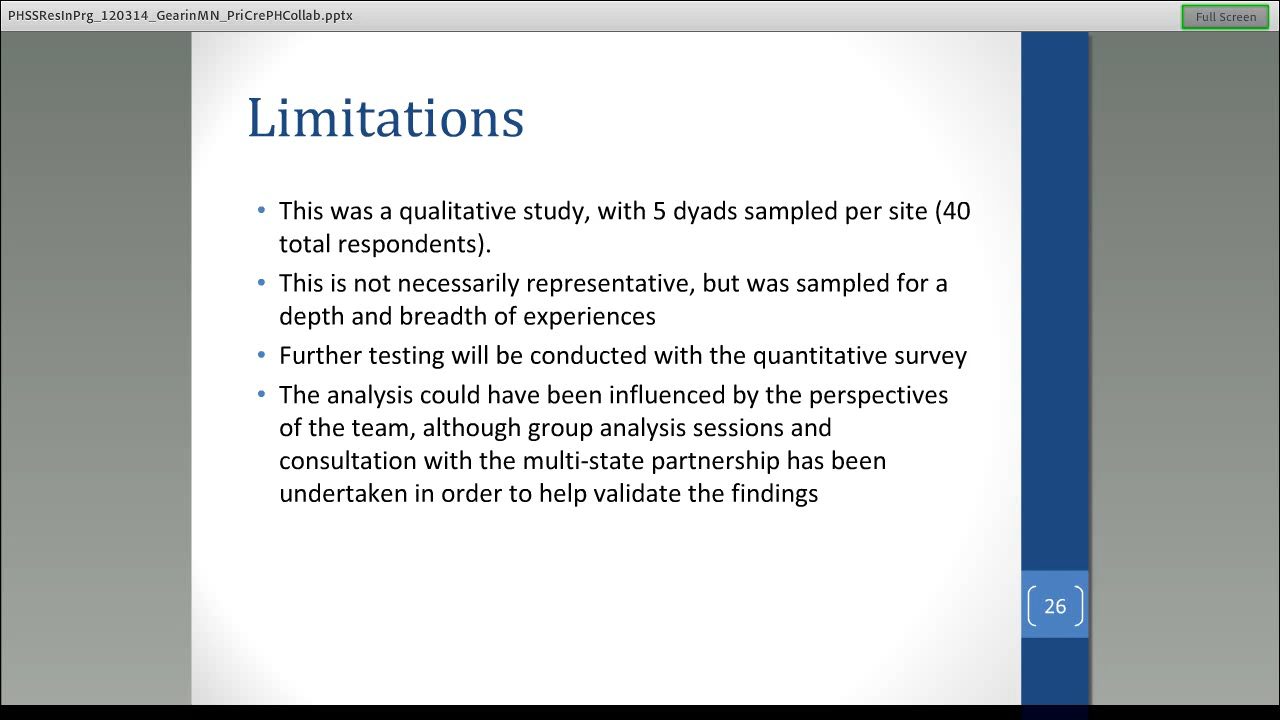 PHSSResInPrg_120314_GearinMN_PriCrePHCollab.pptx
Full Screen
Limitations
• This was a qualitative study, with 5 dyads sampled per site (40
total respondents).
• This is not necessarily representative, but was sampled for a
depth and breadth of experiences
• Further testing will be conducted with the quantitative survey
• The analysis could have been influenced by the perspectives
of the team, although group analysis sessions and
consultation with the multi-state partnership has been
undertaken in order to help validate the findings
26